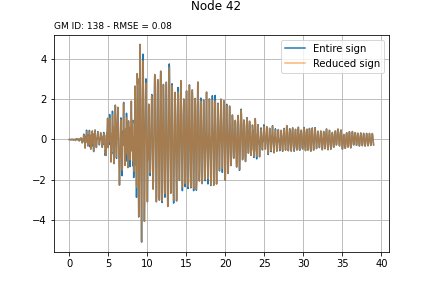 Node 42
GM ID: 138 - RMSE = 0.08
Entire sign
Reduced sign
4
2
0
−2
−4
0 5 10 15 20 25 30 35 40